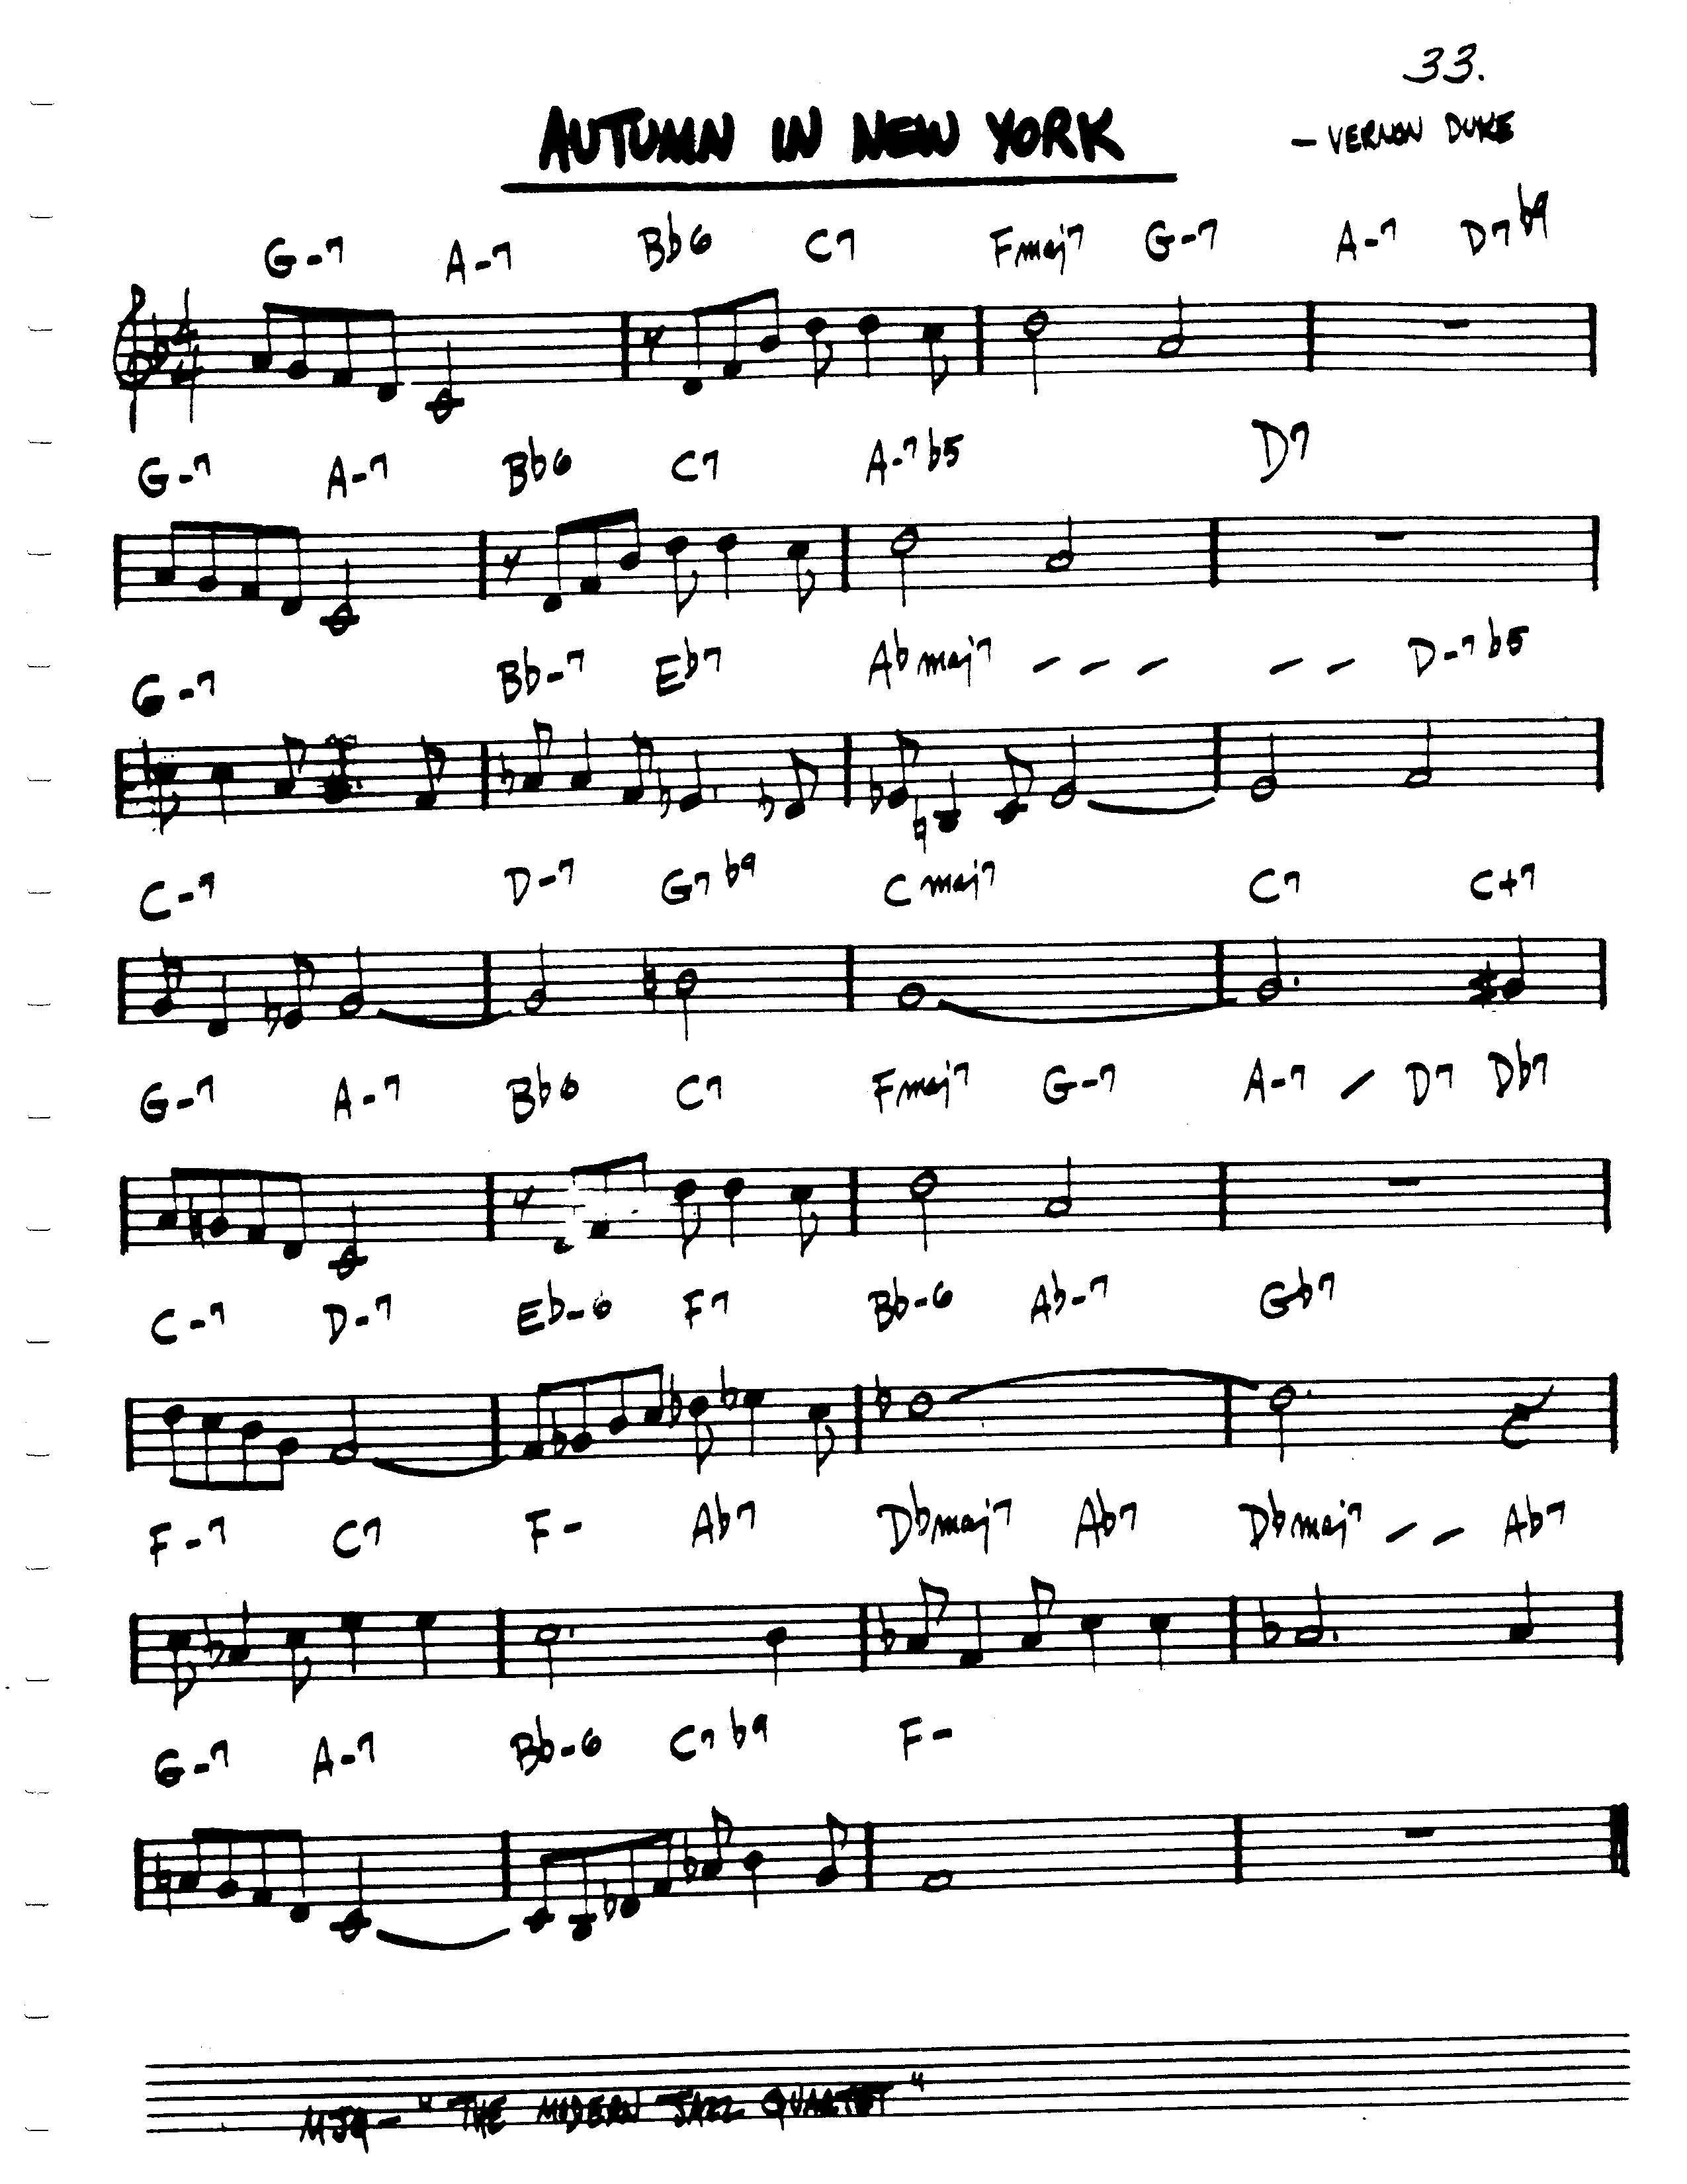 33.
AUTUMN IN NEW YORK
- VERNON DUKE
G-7 A-7 Bb6 C7 Fmaj7 G-7 A-7 D7b9
4
4
G-7 A-7 Bb6 C7 A-7b5 D7
G-7 Bb-7 Eb7 Abmaj7 - - - - - D-7b5
C-7 D-7 G7b9 Cmaj7 C7 C+7
G-7 A-7 Bb6 C7 Fmaj7 G-7 A-7 / D7 Db7
C-7 D-7 Eb-6 F7 Bb-6 Ab-7 Gb7
F-7 C7 F- Ab7 Dbmaj7 Ab7 Dbmaj7 - - Ab7
G-7 A-7 Bb-6 C7b9 F-
MJQ - "THE MODERN JAZZ QUARTET"